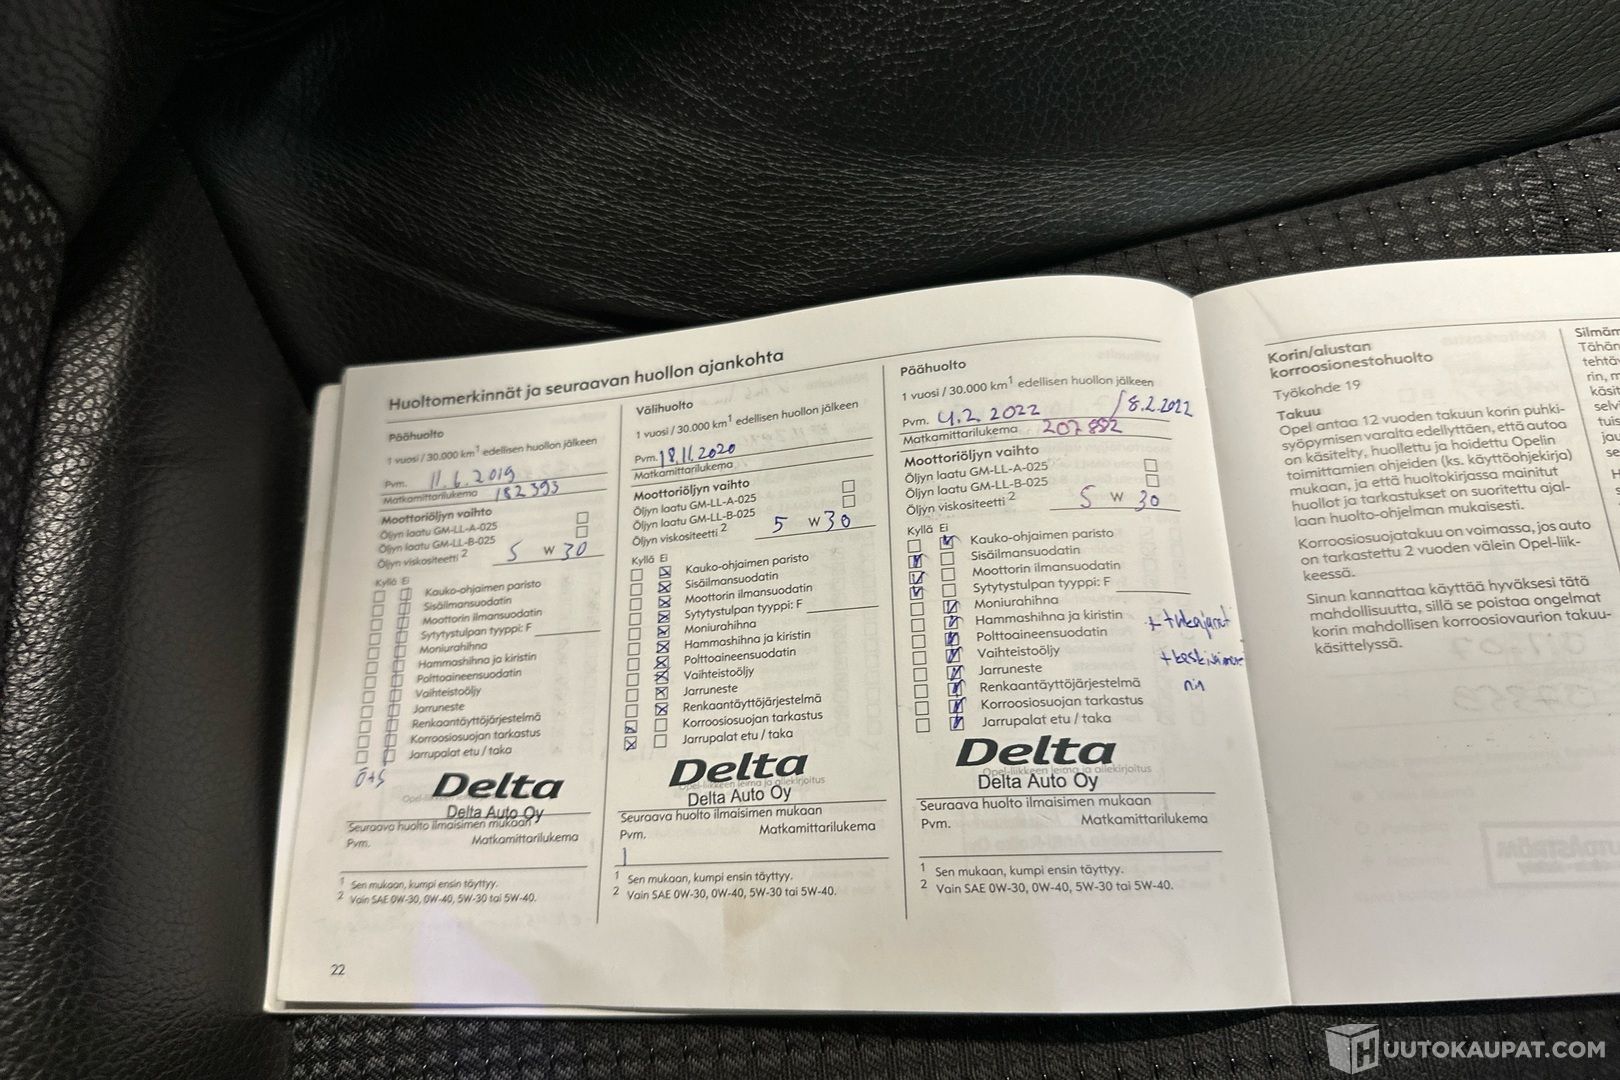 Huoltomerkinnät ja seuraavan huollon ajankohta
Päähuolto
1 vuosi / 30.000 km1 edellisen huollon jälkeen
Pvm. 11.6.2019
Matkamittarilukema 182393
Moottoriöljyn vaihto
Öljyn laatu GM-LL-A-025
Öljyn laatu GM-LL-B-025
Öljyn viskositeetti 2 5 W 30
Kyllä Ei
Kauko-ohjaimen paristo
Sisäilmansuodatin
Moottorin ilmansuodatin
Sytytystulpan tyyppi: F
Moniurahihna
Hammashihna ja kiristin
Polttoaineensuodatin
Vaihteistoöljy
Jarruneste
Renkaantäyttöjärjestelmä
Korroosiosuojan tarkastus
Jarrupalat etu / taka
Ö+S
Delta
Delta Auto Oy
Seuraava huolto ilmaisimen mukaan
Pvm. Matkamittarilukema
1 Sen mukaan, kumpi ensin täyttyy.
2 Vain SAE 0W-30, 0W-40, 5W-30 tai 5W-40.
22
Välihuolto
1 vuosi / 30.000 km1 edellisen huollon jälkeen
Pvm. 18.11.2020
Matkamittarilukema
Moottoriöljyn vaihto
Öljyn laatu GM-LL-A-025
Öljyn laatu GM-LL-B-025
Öljyn viskositeetti 2 5 W 30
Kyllä Ei
Kauko-ohjaimen paristo
Sisäilmansuodatin
Moottorin ilmansuodatin
Sytytystulpan tyyppi: F
Moniurahihna
Hammashihna ja kiristin
Polttoaineensuodatin
Vaihteistoöljy
Jarruneste
Renkaantäyttöjärjestelmä
Korroosiosuojan tarkastus
Jarrupalat etu / taka
Delta
Opel-liikkeen leima ja allekirjoitus
Delta Auto Oy
Seuraava huolto ilmaisimen mukaan
Pvm. Matkamittarilukema
1 Sen mukaan, kumpi ensin täyttyy.
2 Vain SAE 0W-30, 0W-40, 5W-30 tai 5W-40.
Päähuolto
1 vuosi / 30.000 km1 edellisen huollon jälkeen
Pvm. 4.2.2022 / 8.2.2022
Matkamittarilukema 207882
Moottoriöljyn vaihto
Öljyn laatu GM-LL-A-025
Öljyn laatu GM-LL-B-025
Öljyn viskositeetti 2 5 W 30
Kyllä Ei
Kauko-ohjaimen paristo
Sisäilmansuodatin
Moottorin ilmansuodatin
Sytytystulpan tyyppi: F
Moniurahihna
Hammashihna ja kiristin
Polttoaineensuodatin
Vaihteistoöljy
Jarruneste
Renkaantäyttöjärjestelmä
Korroosiosuojan tarkastus
Jarrupalat etu / taka
Delta
Opel-liikkeen leima ja allekirjoitus
Delta Auto Oy
Seuraava huolto ilmaisimen mukaan
Pvm. Matkamittarilukema
1 Sen mukaan, kumpi ensin täyttyy.
2 Vain SAE 0W-30, 0W-40, 5W-30 tai 5W-40.
Korin/alustan
korroosionestohuolto
Työkohde 19
Takuu
Opel antaa 12 vuoden takuun korin puhki-
syöpymisen varalta edellyttäen, että autoa
on käsitelty, huollettu ja hoidettu Opelin
toimittamien ohjeiden (ks. käyttöohjekirja)
mukaan, ja että huoltokirjassa mainitut
huollot ja tarkastukset on suoritettu ajal-
laan huolto-ohjelman mukaisesti.
Korroosiosuojatakuu on voimassa, jos auto
on tarkastettu 2 vuoden välein Opel-liik-
keessä.
Sinun kannattaa käyttää hyväksesi tätä
mahdollisuutta, sillä se poistaa ongelmat
korin mahdollisen korroosiovaurion takuu-
käsittelyssä.
HUUTOKAUPAT.COM